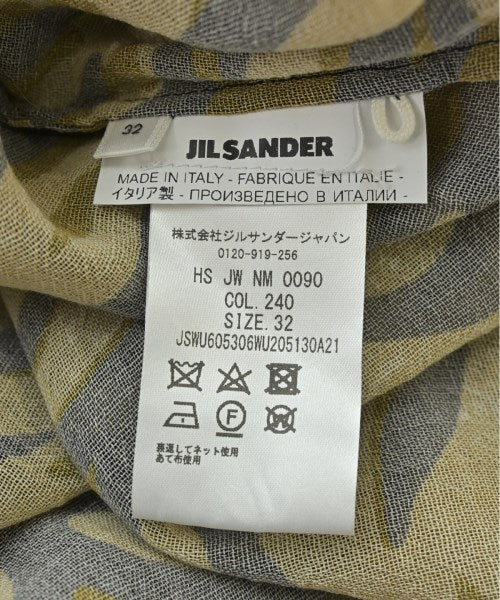 32
JIL SANDER
MADE IN ITALY - FABRIQUE EN ITALIE -
イタリア製 - ПРОИЗВЕДЕНО В ИТАЛИИ -
株式会社ジルサンダージャパン
0120-919-256
HS JW NM 0090
COL. 240
SIZE. 32
JSWU605306WU205130A21
F W
裏返してネット使用
あて布使用